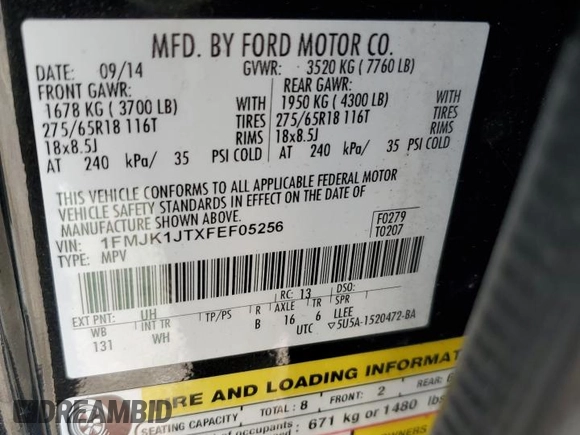 MFD. BY FORD MOTOR CO.
DATE: 09/14 GVWR: 3520 KG ( 7760 LB)
FRONT GAWR: REAR GAWR:
1678 KG ( 3700 LB) 1950 KG ( 4300 LB)
275/65R18 116T TIRES 275/65R18 116T TIRES
18x8.5J RIMS 18x8.5J RIMS
AT 240 kPa/ 35 PSI COLD AT 240 kPa/ 35 PSI COLD
THIS VEHICLE CONFORMS TO ALL APPLICABLE FEDERAL MOTOR
VEHICLE SAFETY STANDARDS IN EFFECT ON THE DATE OF
MANUFACTURE SHOWN ABOVE.
VIN: 1FMJK1JTXFEF05256 F0279
TYPE: MPV T0207
RC: 13 DSO:
EXT PNT: UH R AXLE TR SPR
WB INT TR TP/PS B 16 6 LLEE
131 WH UTC ▽5U5A-1520472-BA
TIRE AND LOADING INFORMAT
SEATING CAPACITY TOTAL: 8 FRONT: 2 REAR:
of occupants : 671 kg or 1480 lbs
DREAMBID